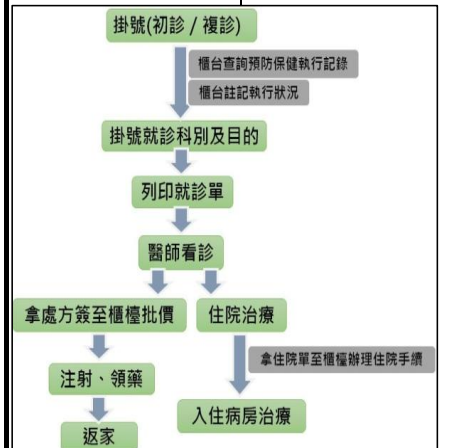 掛號(初診 / 複診)
櫃台查詢預防保健執行記錄
櫃台註記執行狀況
掛號就診科別及目的
列印就診單
醫師看診
拿處方簽至櫃檯批價
住院治療
拿住院單至櫃檯辦理住院手續
注射、領藥
入住病房治療
返家